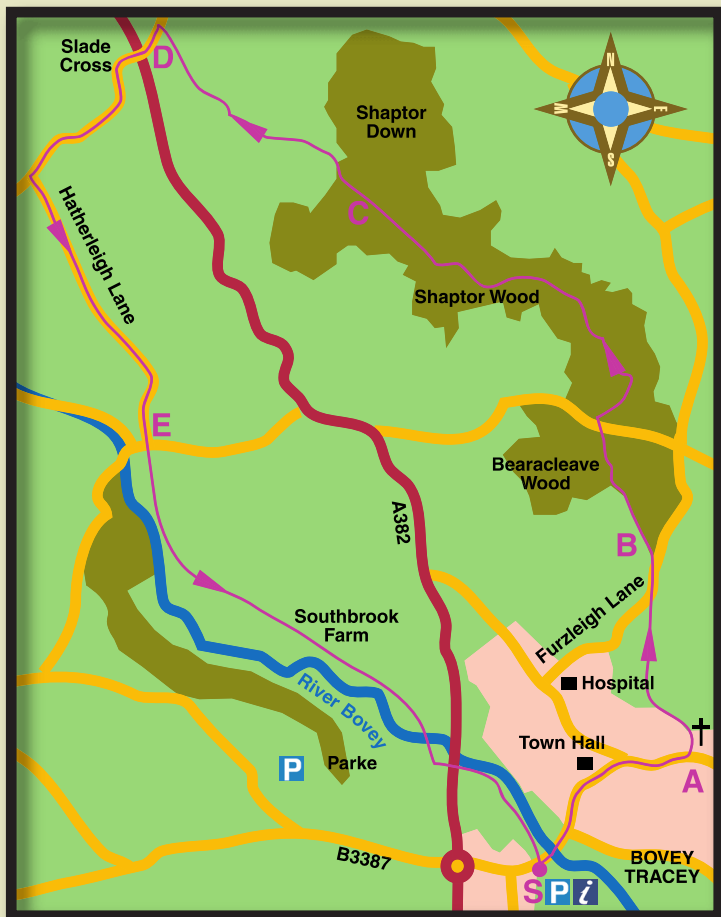 Slade
Cross
D
N
W
E
S
Shaptor
Down
C
Hatherleigh Lane
Shaptor Wood
E
Bearacleave
Wood
A382
B
Furzleigh Lane
Southbrook
Farm
Hospital
River Bovey
Town Hall
P
Parke
A
B3387
BOVEY
TRACEY
S
P
i